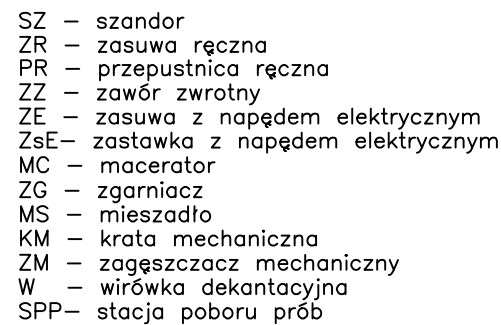 SZ – szandor
ZR – zasuwa ręczna
PR – przepustnica ręczna
ZZ – zawór zwrotny
ZE – zasuwa z napędem elektrycznym
ZsE– zastawka z napędem elektrycznym
MC – macerator
ZG – zgarniacz
MS – mieszadło
KM – krata mechaniczna
ZM – zagęszczacz mechaniczny
W – wirówka dekantacyjna
SPP– stacja poboru prób